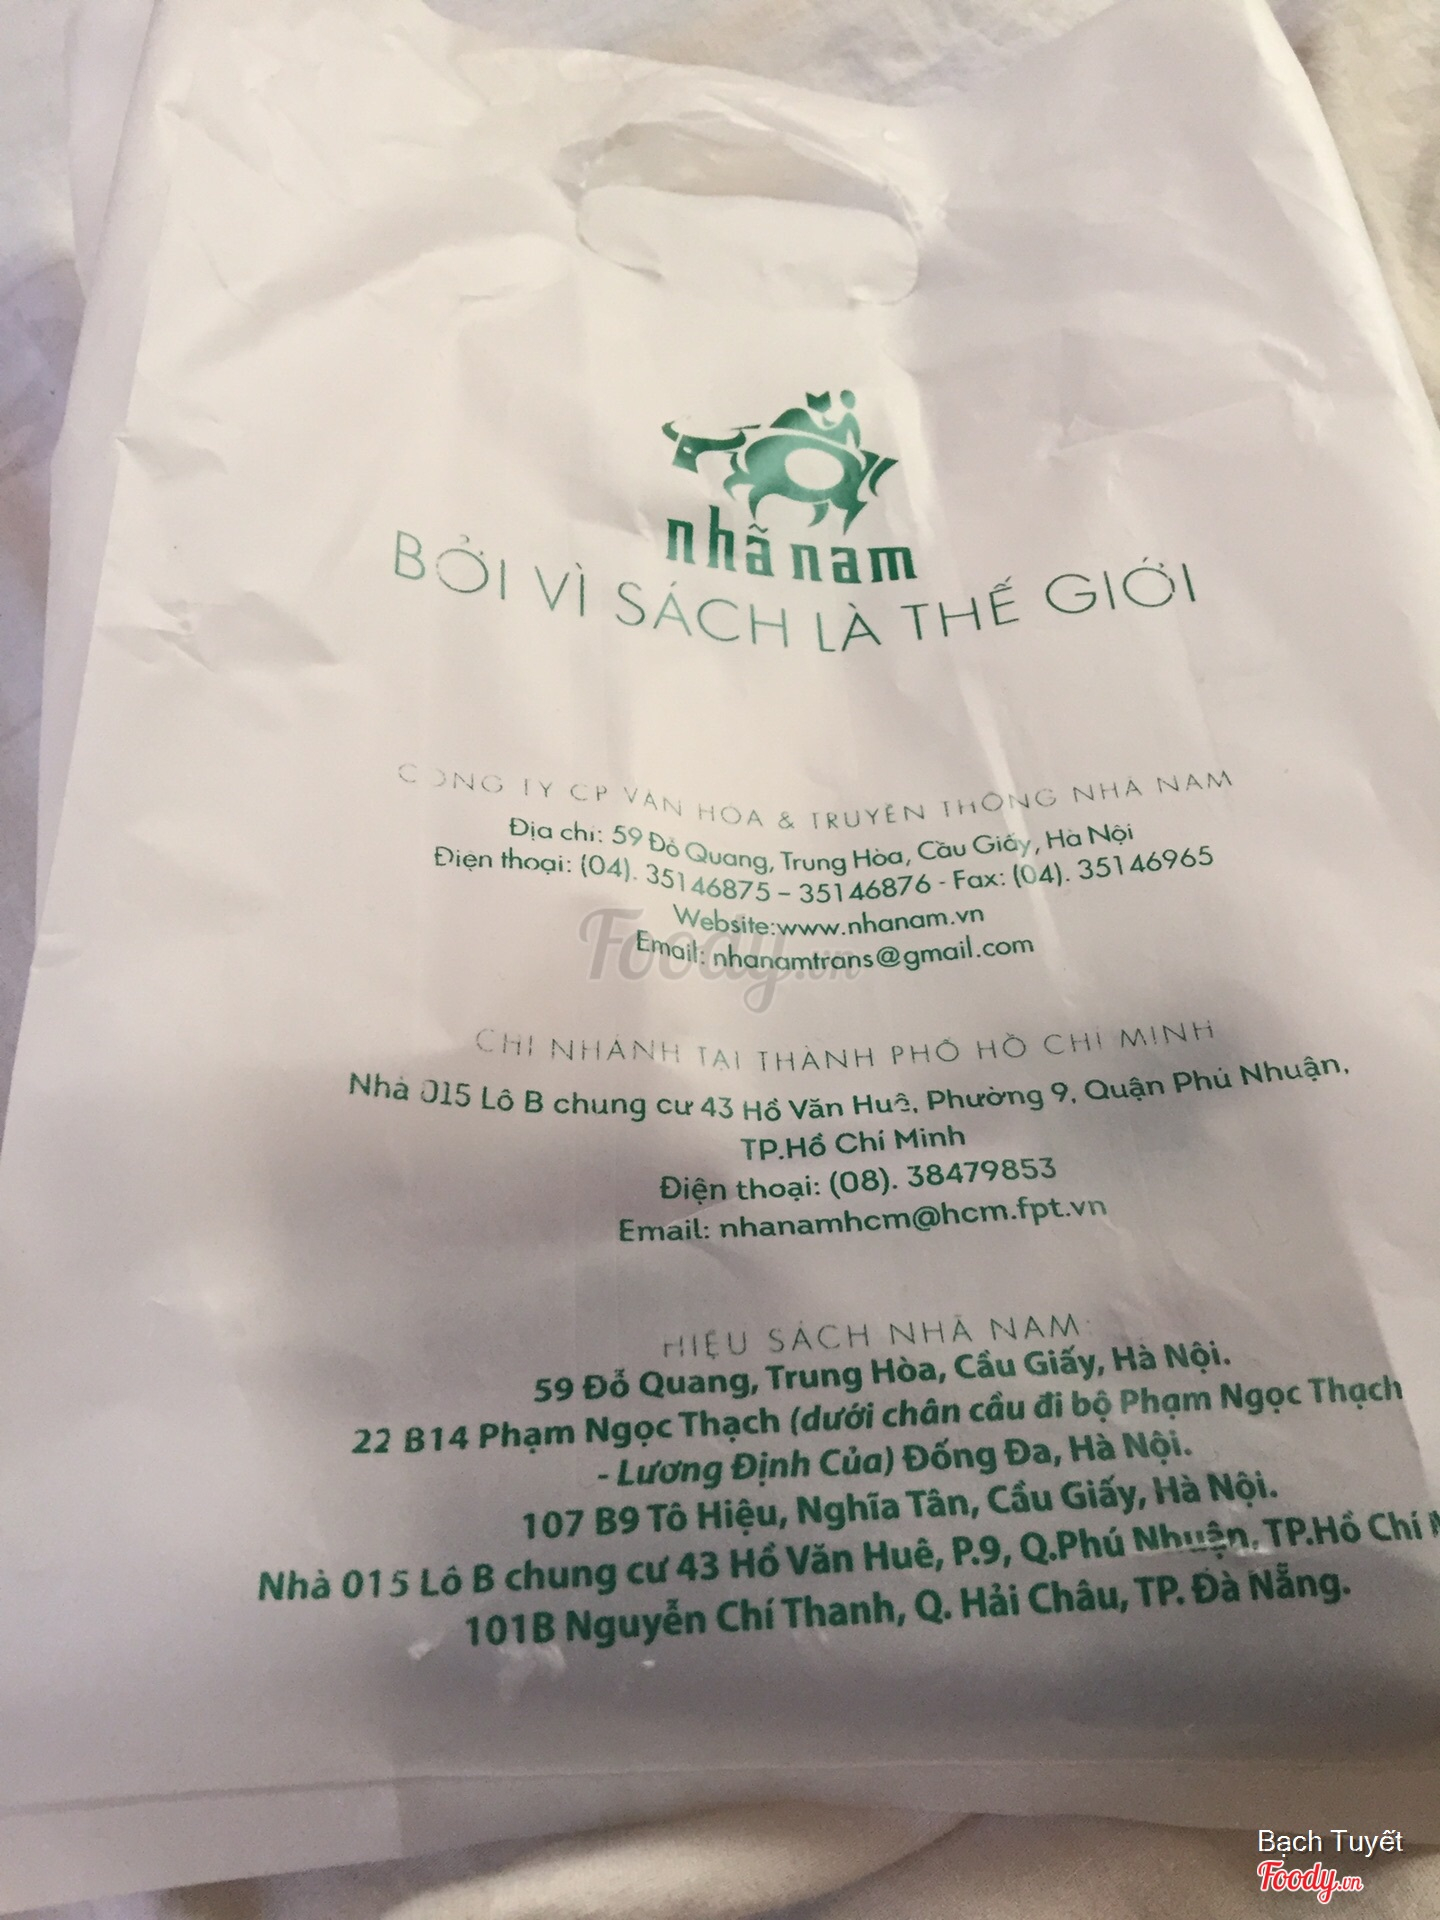 nhã nam
BỞI VÌ SÁCH LÀ THẾ GIỚI
CÔNG TY CP VĂN HÓA & TRUYỀN THÔNG NHÃ NAM
Địa chỉ: 59 Đỗ Quang, Trung Hòa, Cầu Giấy, Hà Nội
Điện thoại: (04). 35146875 – 35146876 - Fax: (04). 35146965
Website:www.nhanam.vn
Email: nhanamtrans@gmail.com
Foody.vn
CHI NHÁNH TẠI THÀNH PHỐ HỒ CHÍ MINH
Nhà 015 Lô B chung cư 43 Hồ Văn Huê, Phường 9, Quận Phú Nhuận,
TP.Hồ Chí Minh
Điện thoại: (08). 38479853
Email: nhanamhcm@hcm.fpt.vn
HIỆU SÁCH NHÃ NAM:
59 Đỗ Quang, Trung Hòa, Cầu Giấy, Hà Nội.
22 B14 Phạm Ngọc Thạch (dưới chân cầu đi bộ Phạm Ngọc Thạch
- Lương Định Của) Đống Đa, Hà Nội.
107 B9 Tô Hiệu, Nghĩa Tân, Cầu Giấy, Hà Nội.
Nhà 015 Lô B chung cư 43 Hồ Văn Huê, P.9, Q.Phú Nhuận, TP.Hồ Chí
101B Nguyễn Chí Thanh, Q. Hải Châu, TP. Đà Nẵng.
Bạch Tuyết
Foody.vn